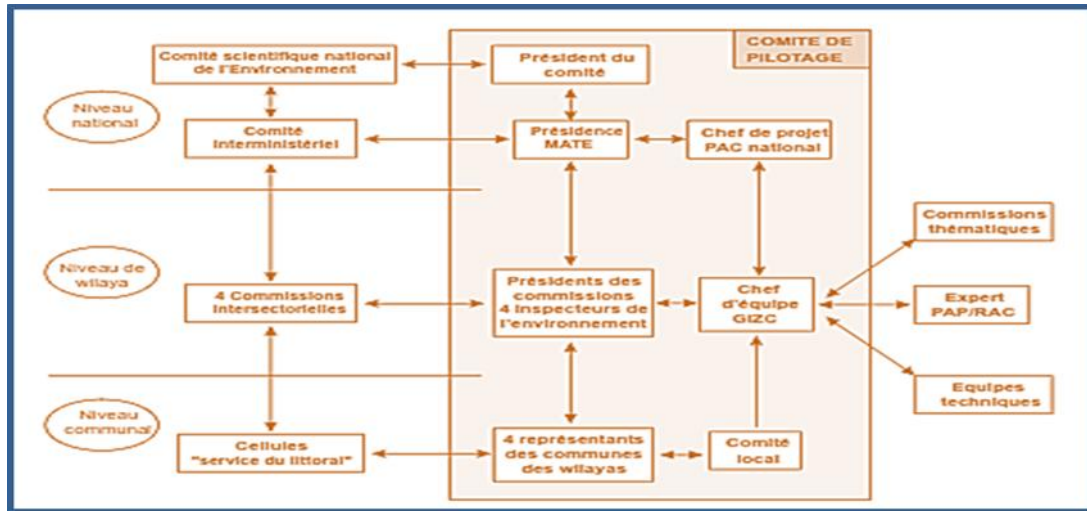 COMITE DE
PILOTAGE
Comité scientifique national
de l'Environnement
Président du
comité
Niveau
national
Comité
Interministériel
Présidence
MATE
Chef de projet
PAC national
Commissions
thématiques
Niveau de
wilaya
4 Commissions
Intersectorielles
Présidents des
commissions
4 Inspecteurs de
l'environnement
Chef
d'équipe
GIZC
Expert
PAP/RAC
Equipes
techniques
Niveau
communal
Cellules
"service du littoral"
4 représentants
des communes
des wilayas
Comité
local